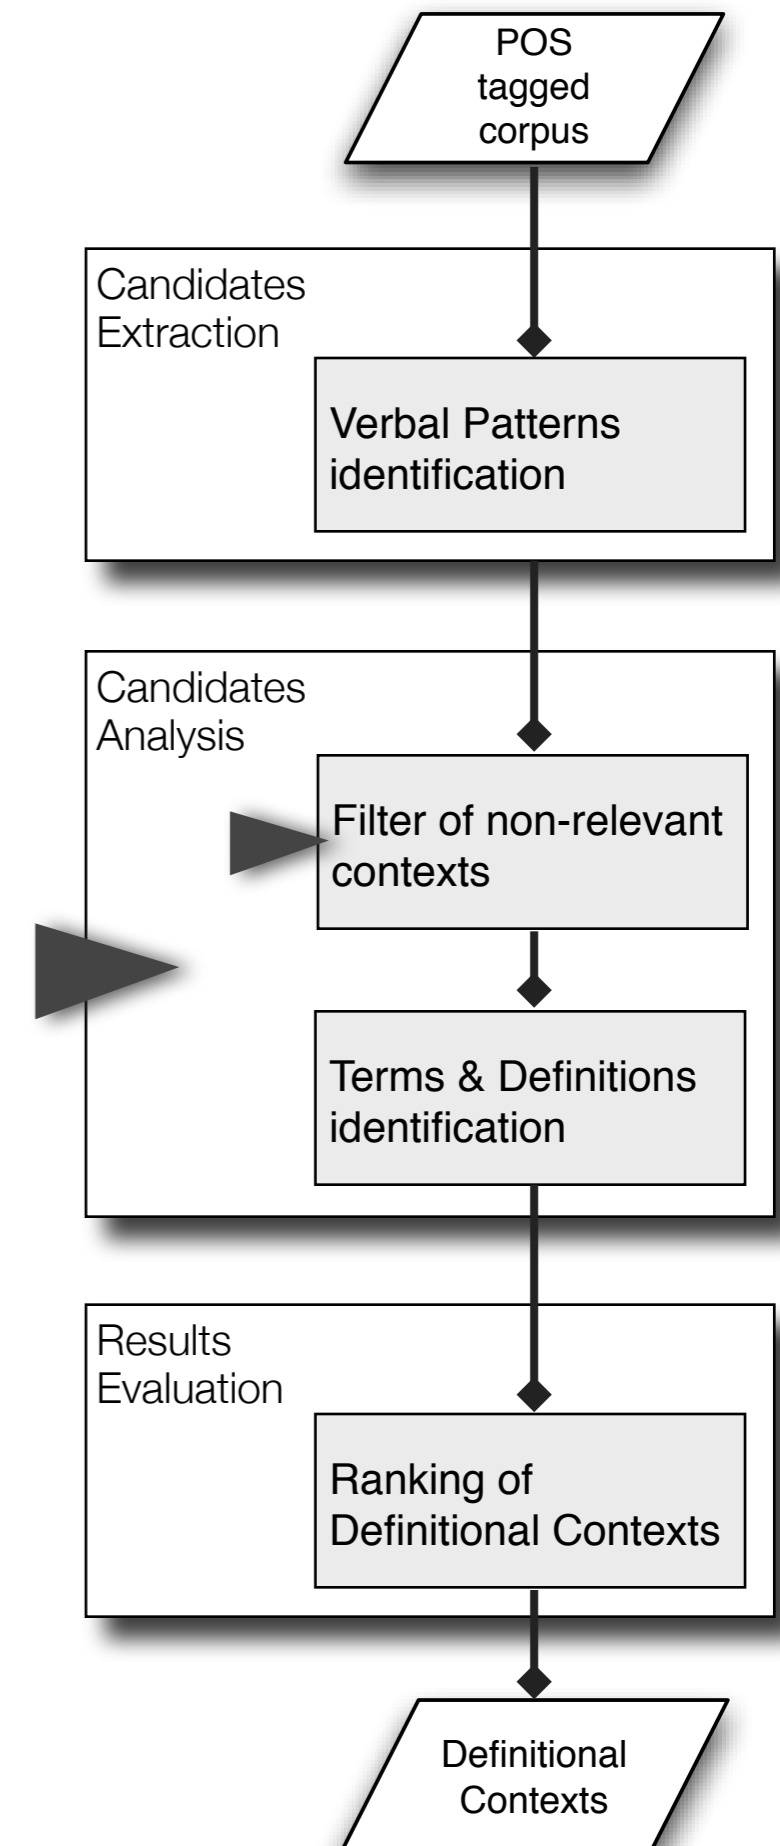 POS
tagged
corpus
Candidates
Extraction
Verbal Patterns
identification
Candidates
Analysis
Filter of non-relevant
contexts
Terms & Definitions
identification
Results
Evaluation
Ranking of
Definitional Contexts
Definitional
Contexts